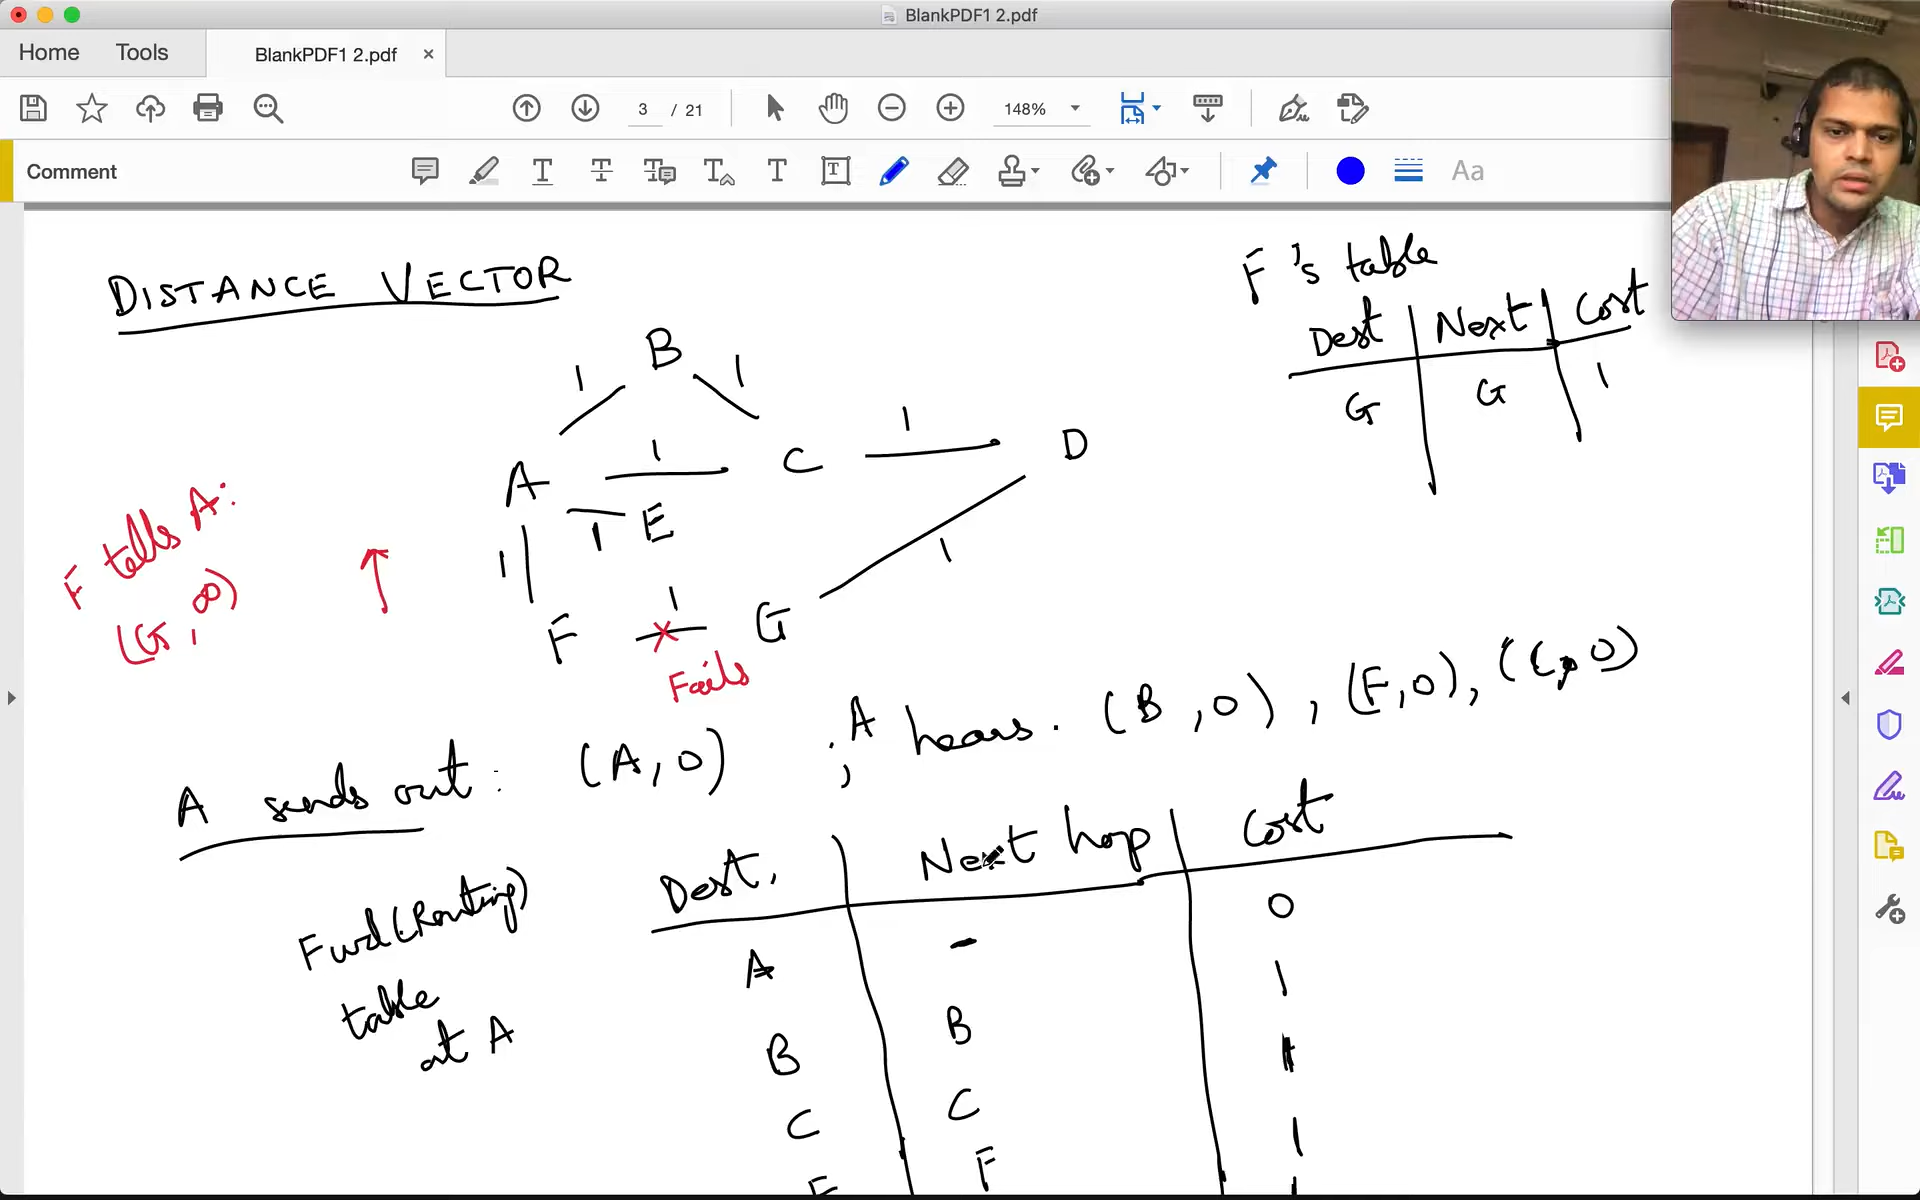 BlankPDF1 2.pdf
Home Tools BlankPDF1 2.pdf ×
3 / 21 148%
Comment Aa
DISTANCE VECTOR
F's table
Dest Next Cost
G G 1
B
1 1
A 1 C 1 D
1 E
1
1
F 1 G
Fails
F tells A:
(G, ∞)
A sends out: (A, 0) ; A hears. (B, 0), (F, 0), (C, 0)
Fwd (Routing)
table
at A
Dest. Next hop Cost
A - 0
B B 1
C C 1
F 1